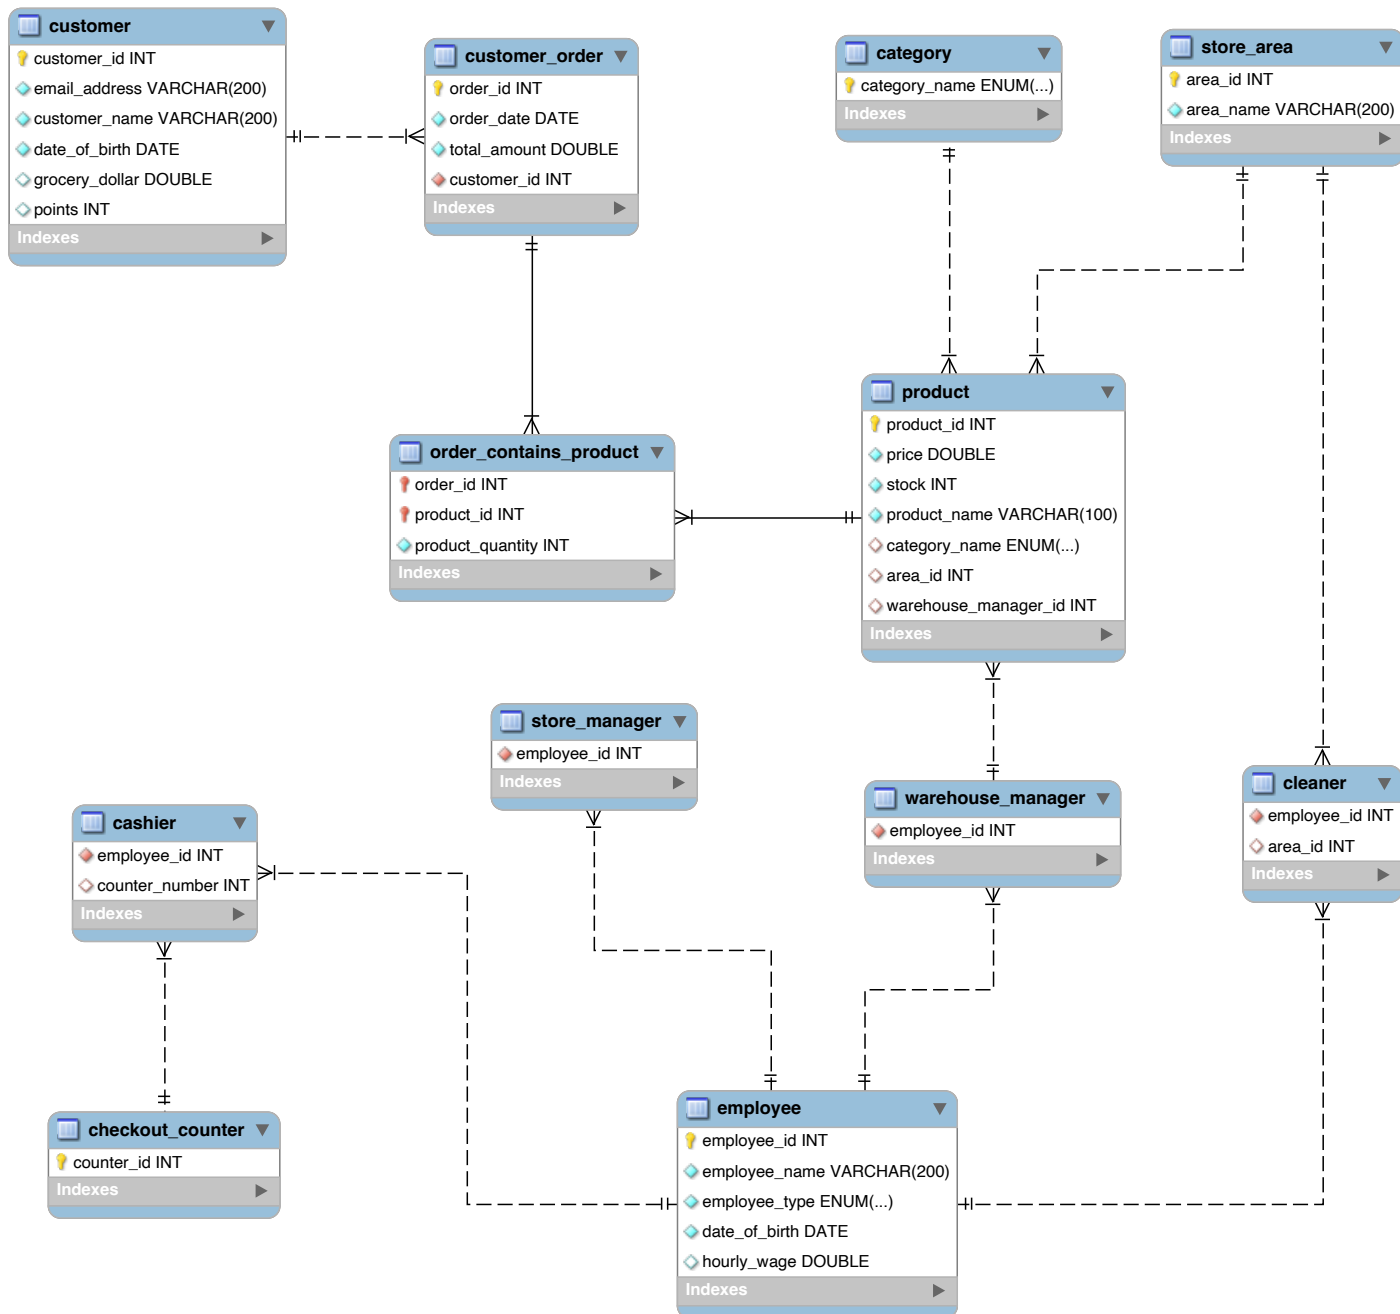 customer
customer_id INT
email_address VARCHAR(200)
customer_name VARCHAR(200)
date_of_birth DATE
grocery_dollar DOUBLE
points INT
Indexes
customer_order
order_id INT
order_date DATE
total_amount DOUBLE
customer_id INT
Indexes
category
category_name ENUM(...)
Indexes
store_area
area_id INT
area_name VARCHAR(200)
Indexes
order_contains_product
order_id INT
product_id INT
product_quantity INT
Indexes
product
product_id INT
price DOUBLE
stock INT
product_name VARCHAR(100)
category_name ENUM(...)
area_id INT
warehouse_manager_id INT
Indexes
store_manager
employee_id INT
Indexes
warehouse_manager
employee_id INT
Indexes
cleaner
employee_id INT
area_id INT
Indexes
cashier
employee_id INT
counter_number INT
Indexes
checkout_counter
counter_id INT
Indexes
employee
employee_id INT
employee_name VARCHAR(200)
employee_type ENUM(...)
date_of_birth DATE
hourly_wage DOUBLE
Indexes